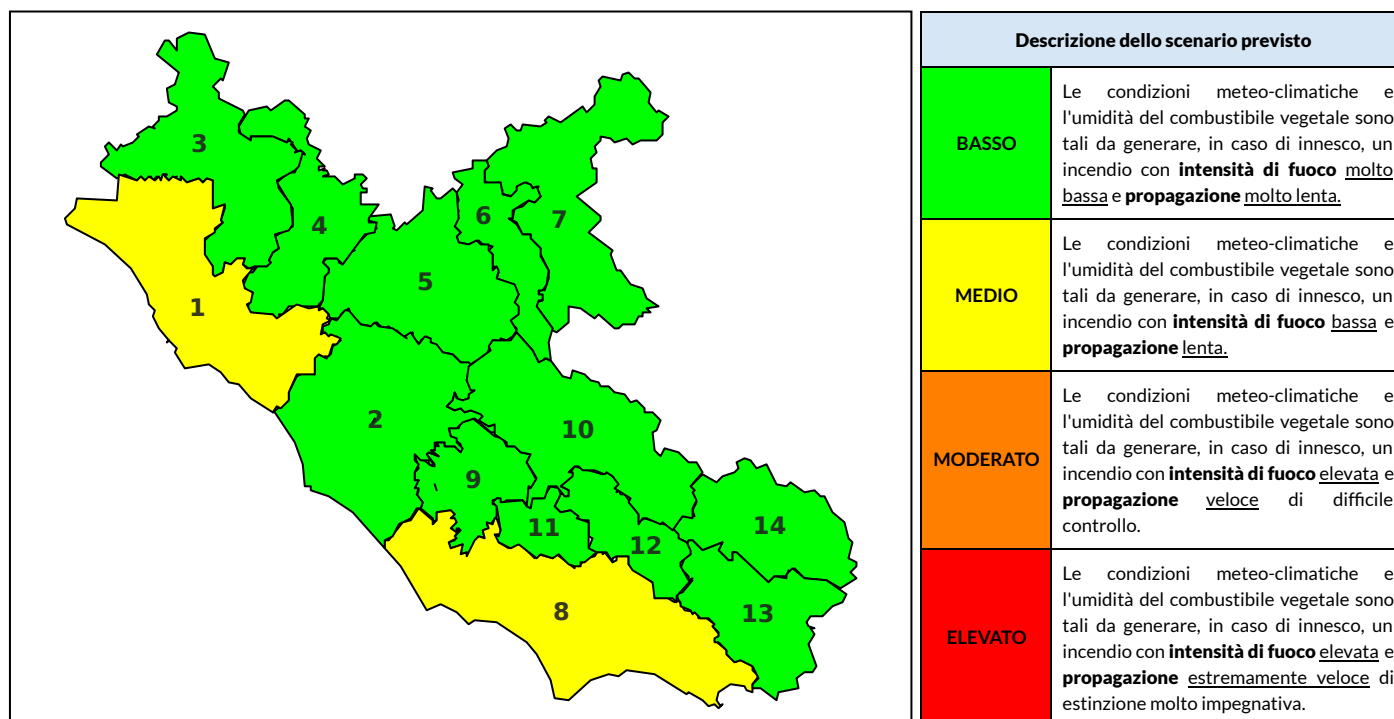 3
4
6
7
5
1
2
10
9
14
11
12
8
13
Descrizione dello scenario previsto
BASSO
Le condizioni meteo-climatiche e
l'umidità del combustibile vegetale sono
tali da generare, in caso di innesco, un
incendio con intensità di fuoco molto
bassa e propagazione molto lenta.
MEDIO
Le condizioni meteo-climatiche e
l'umidità del combustibile vegetale sono
tali da generare, in caso di innesco, un
incendio con intensità di fuoco bassa e
propagazione lenta.
MODERATO
Le condizioni meteo-climatiche e
l'umidità del combustibile vegetale sono
tali da generare, in caso di innesco, un
incendio con intensità di fuoco elevata e
propagazione veloce di difficile
controllo.
ELEVATO
Le condizioni meteo-climatiche e
l'umidità del combustibile vegetale sono
tali da generare, in caso di innesco, un
incendio con intensità di fuoco elevata e
propagazione estremamente veloce di
estinzione molto impegnativa.